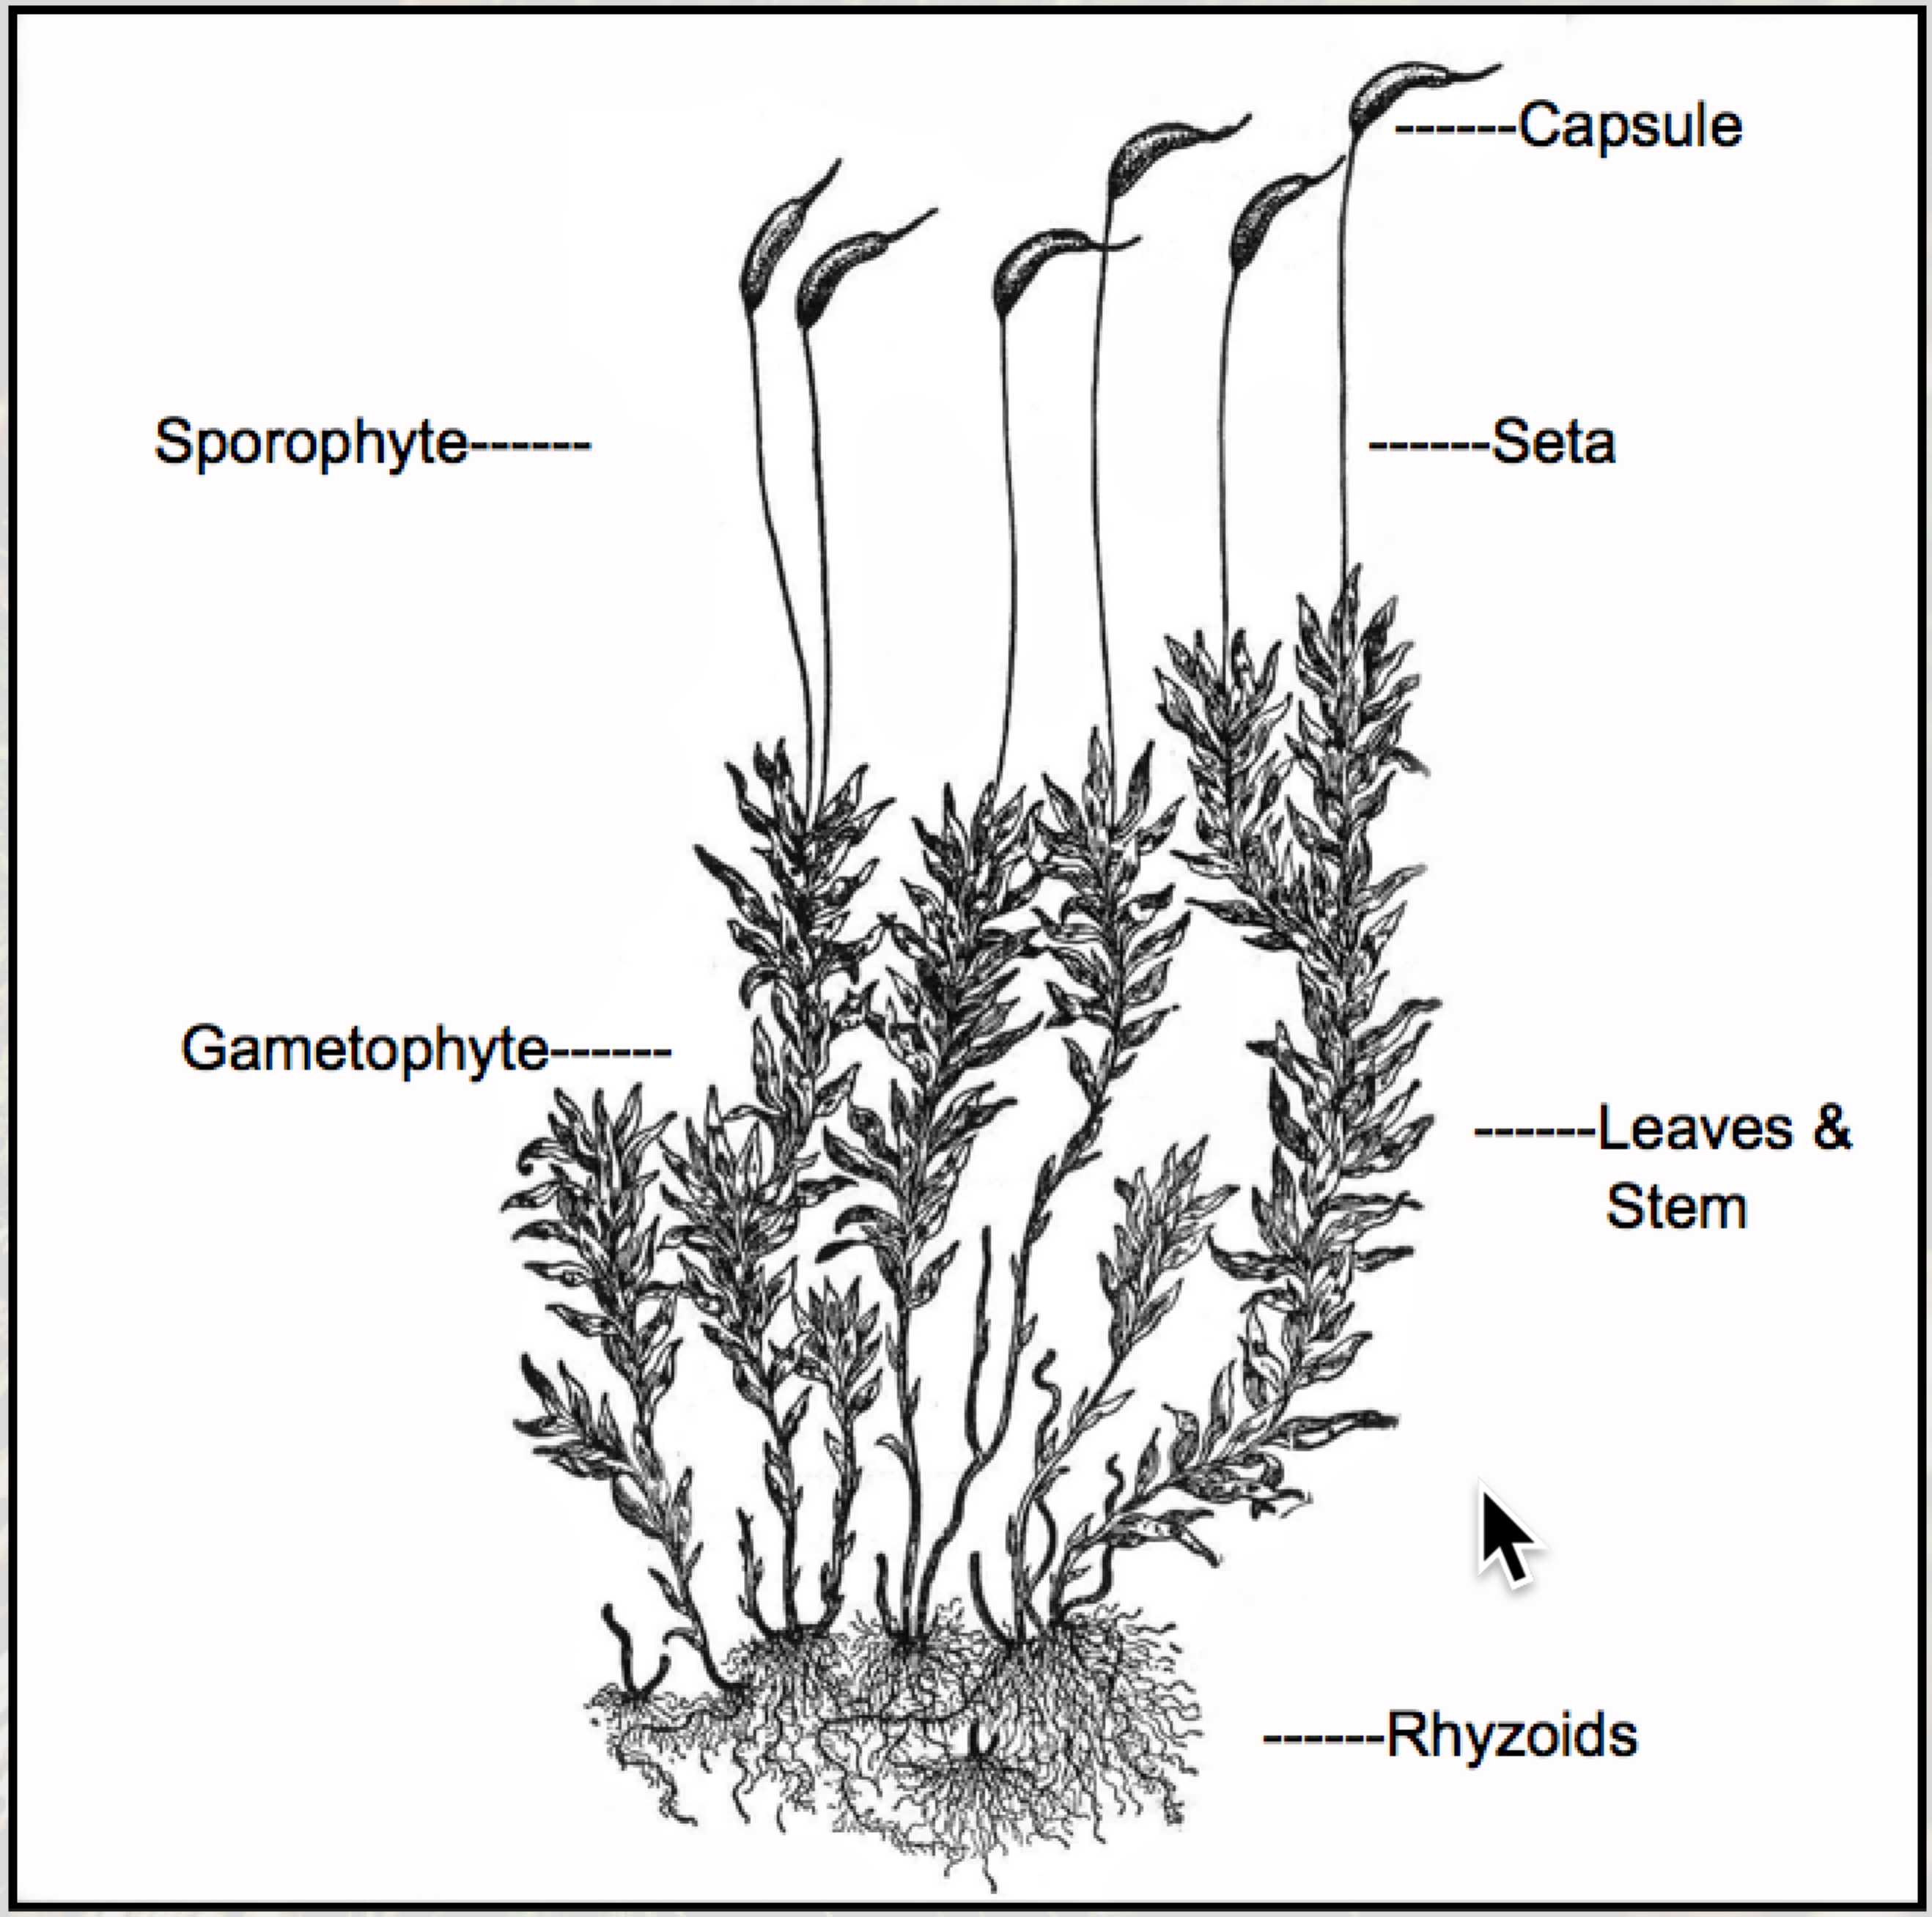 ------Capsule
Sporophyte------
------Seta
Gametophyte------
------Leaves &
Stem
------Rhyzoids